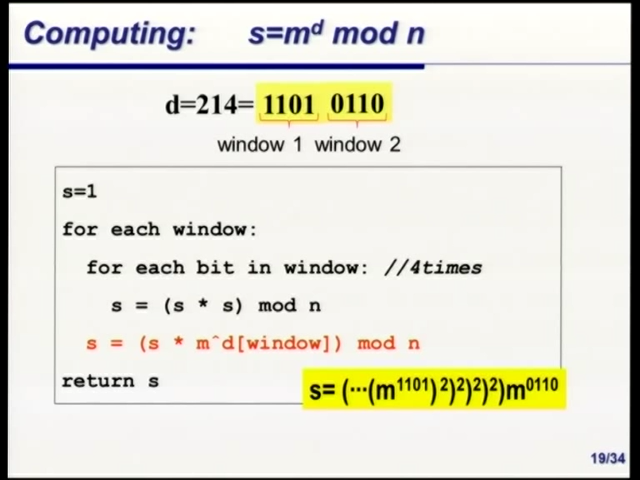 Computing: s=m^d mod n
d=214= 1101 0110
window 1 window 2
s=1
for each window:
for each bit in window: //4times
s = (s * s) mod n
s = (s * m^d[window]) mod n
return s
s= (···(m^1101)^2)^2)^2)^2)m^0110
19/34